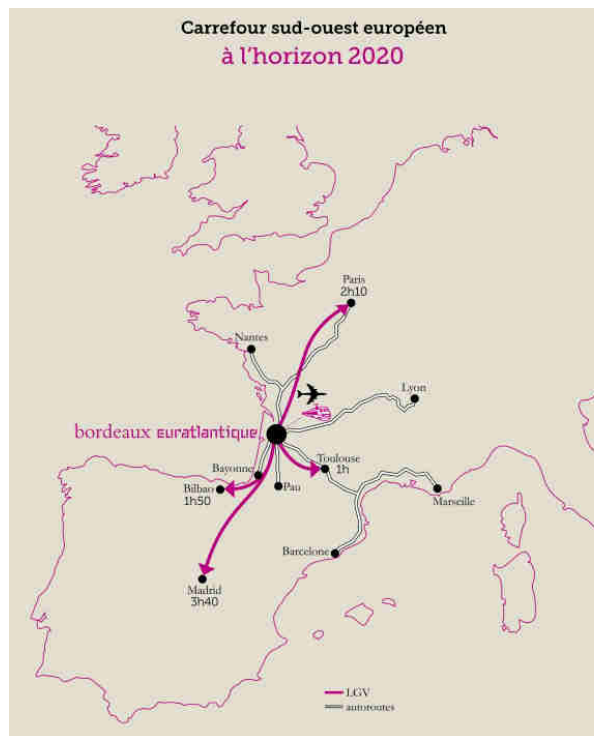 Carrefour sud-ouest européen
à l'horizon 2020
Paris
2h10
Nantes
Lyon
bordeaux euratlantique
Toulouse
1h
Bayonne
Bilbao
1h50
Pau
Marseille
Barcelone
Madrid
3h40
LGV
autoroutes